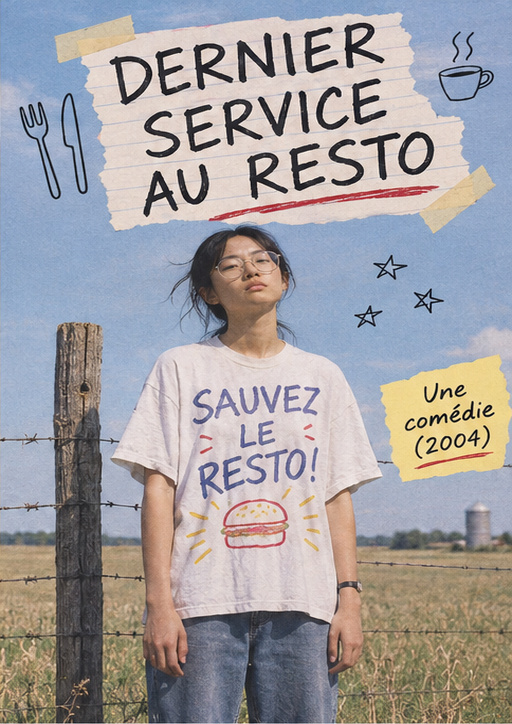 DERNIER
SERVICE
AU RESTO
Une
comédie
(2004)
SAUVEZ
LE
RESTO!